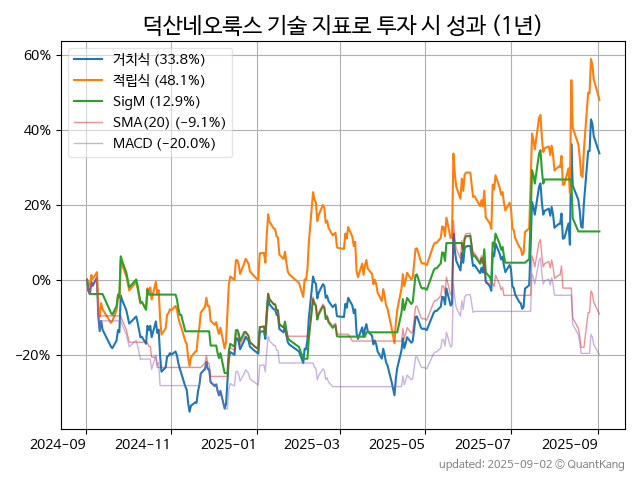 덕산네오룩스 기술 지표로 투자 시 성과 (1년)
60%
40%
20%
0%
−20%
거치식 (33.8%)
적립식 (48.1%)
SigM (12.9%)
SMA(20) (−9.1%)
MACD (−20.0%)
2024-09 2024-11 2025-01 2025-03 2025-05 2025-07 2025-09
updated: 2025-09-02 © QuantKang